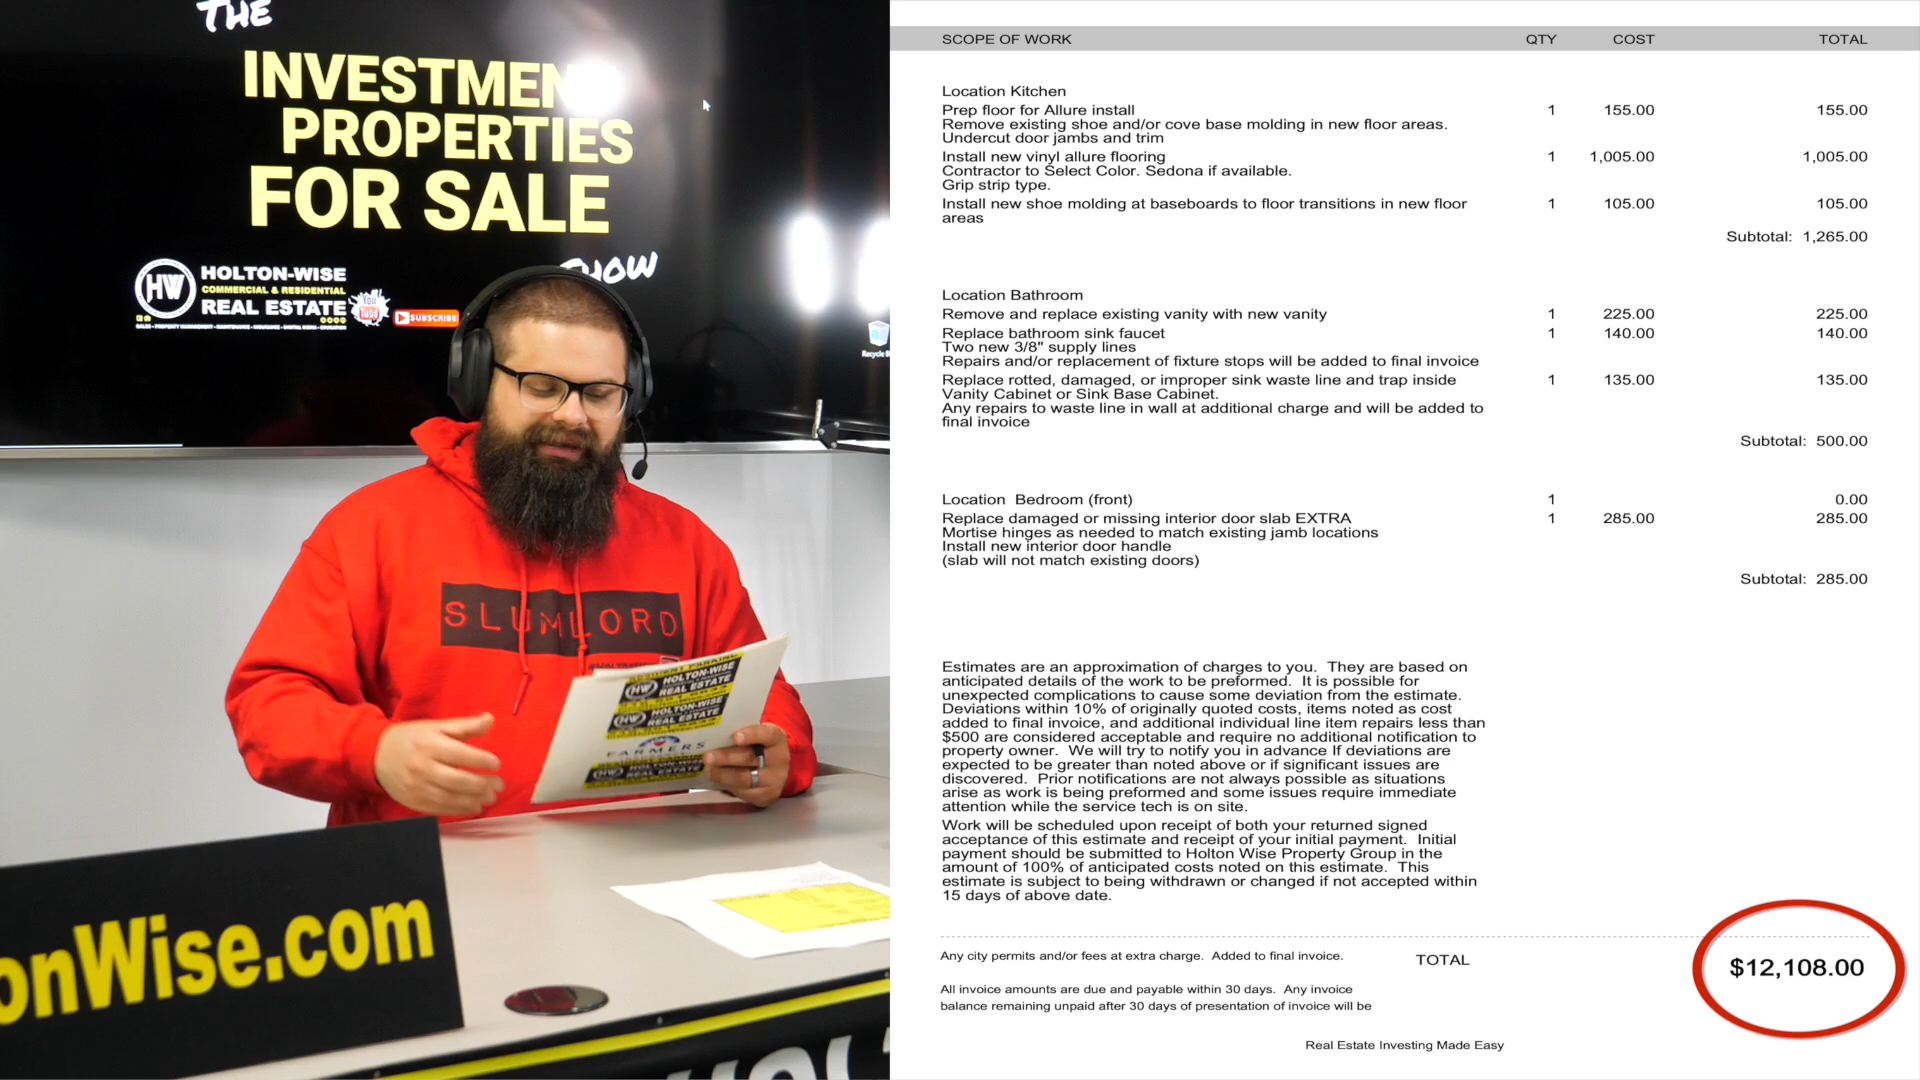 THE
INVESTMEN
PROPERTIES
FOR SALE
SHOW
HW
HOLTON-WISE
COMMERCIAL & RESIDENTIAL
REAL ESTATE
You
Tube
SUBSCRIBE
Recycle B
SLUMLORD
HOLTON-WISE
REAL ESTATE
HW
HOLTON-WISE
REAL ESTATE
HW
FARMERS
HOLTON-WISE
REAL ESTATE
HW
onWise.com
SCOPE OF WORK QTY COST TOTAL
Location Kitchen
Prep floor for Allure install 1 155.00 155.00
Remove existing shoe and/or cove base molding in new floor areas.
Undercut door jambs and trim
Install new vinyl allure flooring 1 1,005.00 1,005.00
Contractor to Select Color. Sedona if available.
Grip strip type.
Install new shoe molding at baseboards to floor transitions in new floor 1 105.00 105.00
areas
Subtotal: 1,265.00
Location Bathroom
Remove and replace existing vanity with new vanity 1 225.00 225.00
Replace bathroom sink faucet 1 140.00 140.00
Two new 3/8" supply lines
Repairs and/or replacement of fixture stops will be added to final invoice
Replace rotted, damaged, or improper sink waste line and trap inside 1 135.00 135.00
Vanity Cabinet or Sink Base Cabinet.
Any repairs to waste line in wall at additional charge and will be added to
final invoice
Subtotal: 500.00
Location Bedroom (front) 1 0.00
Replace damaged or missing interior door slab EXTRA 1 285.00 285.00
Mortise hinges as needed to match existing jamb locations
Install new interior door handle
(slab will not match existing doors)
Subtotal: 285.00
Estimates are an approximation of charges to you. They are based on
anticipated details of the work to be preformed. It is possible for
unexpected complications to cause some deviation from the estimate.
Deviations within 10% of originally quoted costs, items noted as cost
added to final invoice, and additional individual line item repairs less than
$500 are considered acceptable and require no additional notification to
property owner. We will try to notify you in advance If deviations are
expected to be greater than noted above or if significant issues are
discovered. Prior notifications are not always possible as situations
arise as work is being preformed and some issues require immediate
attention while the service tech is on site.
Work will be scheduled upon receipt of both your returned signed
acceptance of this estimate and receipt of your initial payment. Initial
payment should be submitted to Holton Wise Property Group in the
amount of 100% of anticipated costs noted on this estimate. This
estimate is subject to being withdrawn or changed if not accepted within
15 days of above date.
Any city permits and/or fees at extra charge. Added to final invoice. TOTAL $12,108.00
All invoice amounts are due and payable within 30 days. Any invoice
balance remaining unpaid after 30 days of presentation of invoice will be
Real Estate Investing Made Easy